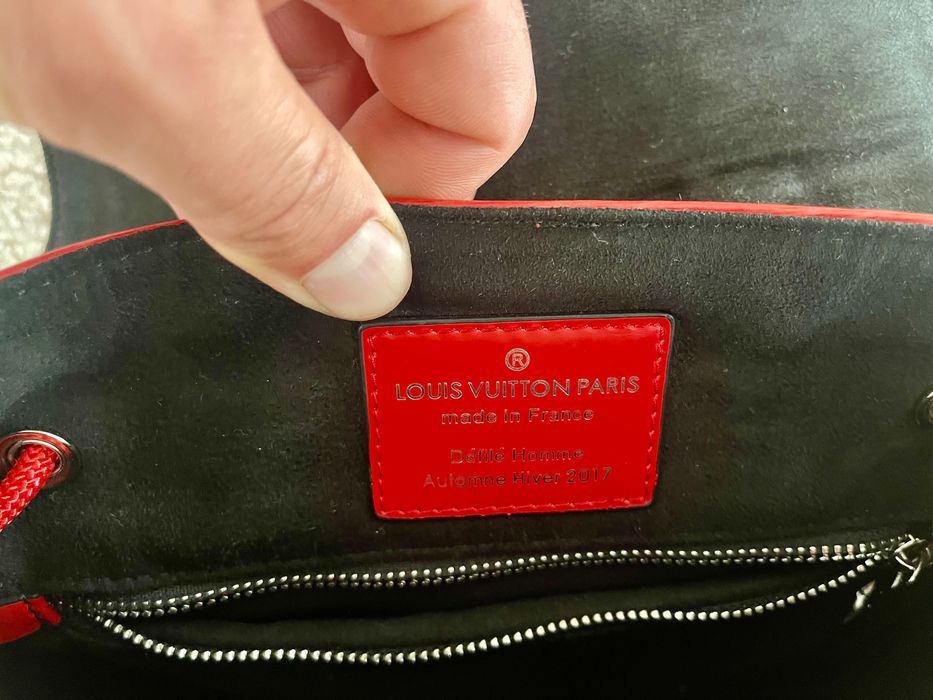 ®
LOUIS VUITTON PARIS
made in France
Défilé Homme
Automne Hiver 2017